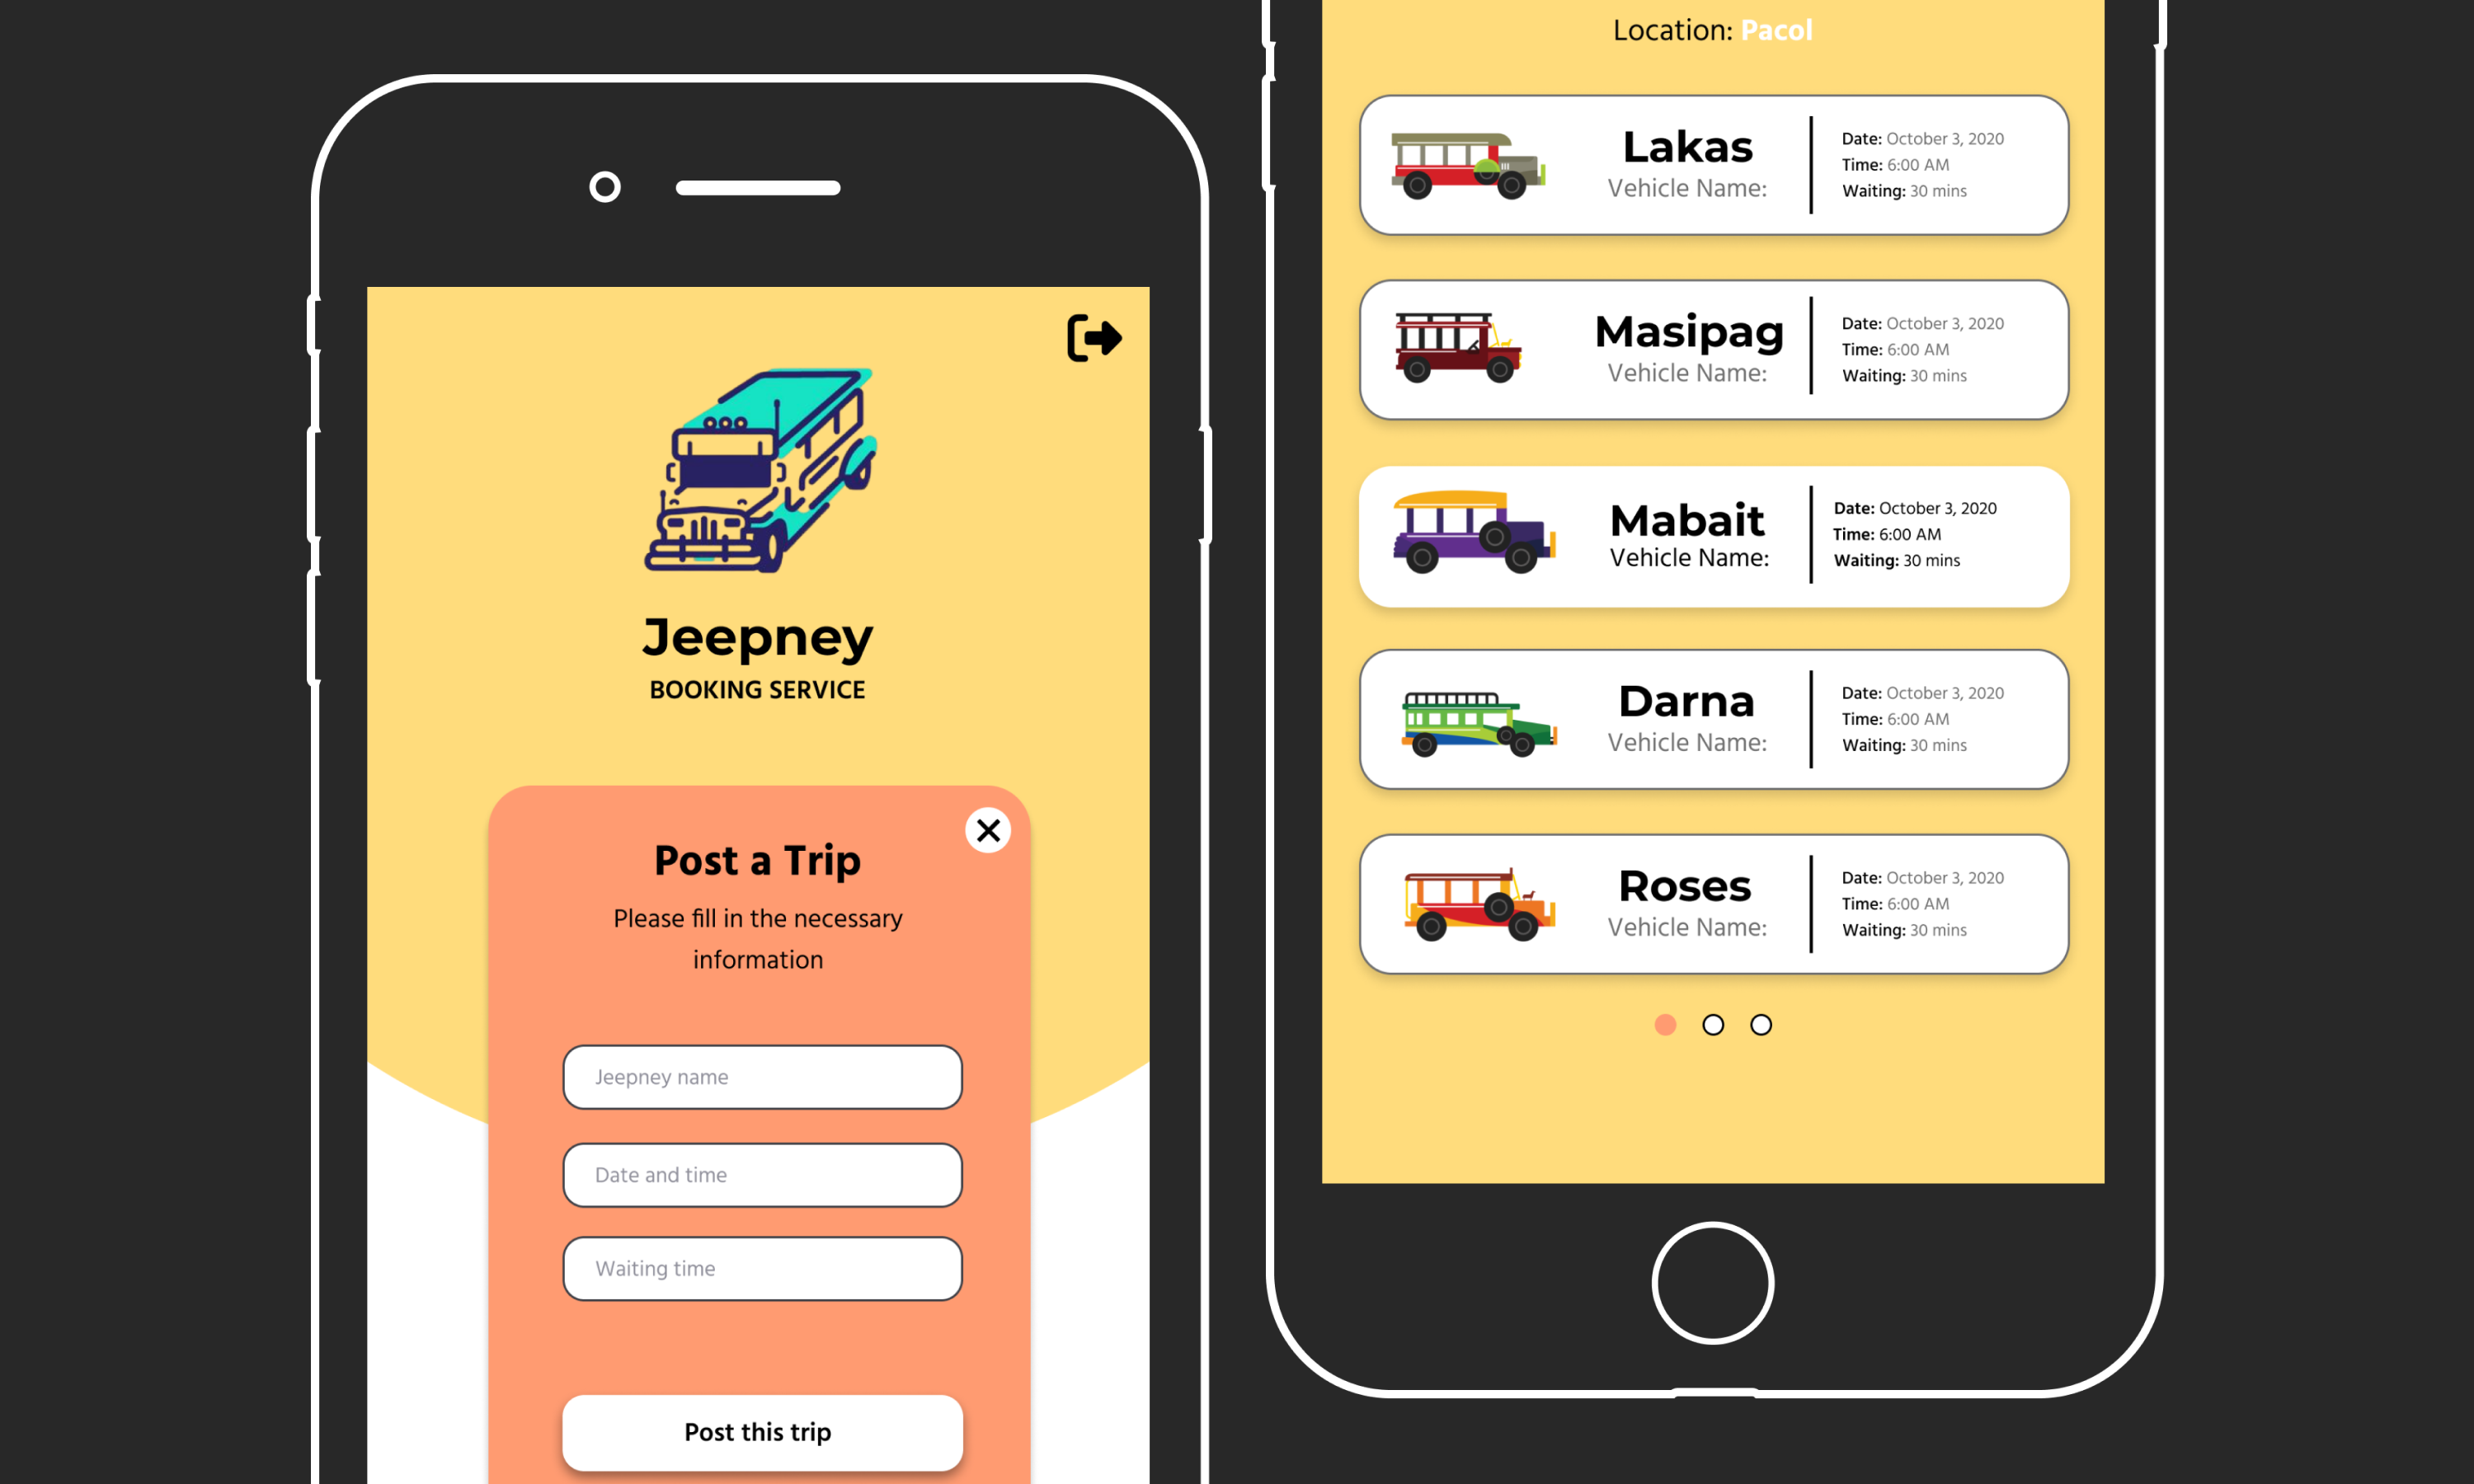 Jeepney
BOOKING SERVICE
Post a Trip
Please fill in the necessary
information
Jeepney name
Date and time
Waiting time
Post this trip
Location: Pacol
Lakas
Vehicle Name:
Date: October 3, 2020
Time: 6:00 AM
Waiting: 30 mins
Masipag
Vehicle Name:
Date: October 3, 2020
Time: 6:00 AM
Waiting: 30 mins
Mabait
Vehicle Name:
Date: October 3, 2020
Time: 6:00 AM
Waiting: 30 mins
Darna
Vehicle Name:
Date: October 3, 2020
Time: 6:00 AM
Waiting: 30 mins
Roses
Vehicle Name:
Date: October 3, 2020
Time: 6:00 AM
Waiting: 30 mins